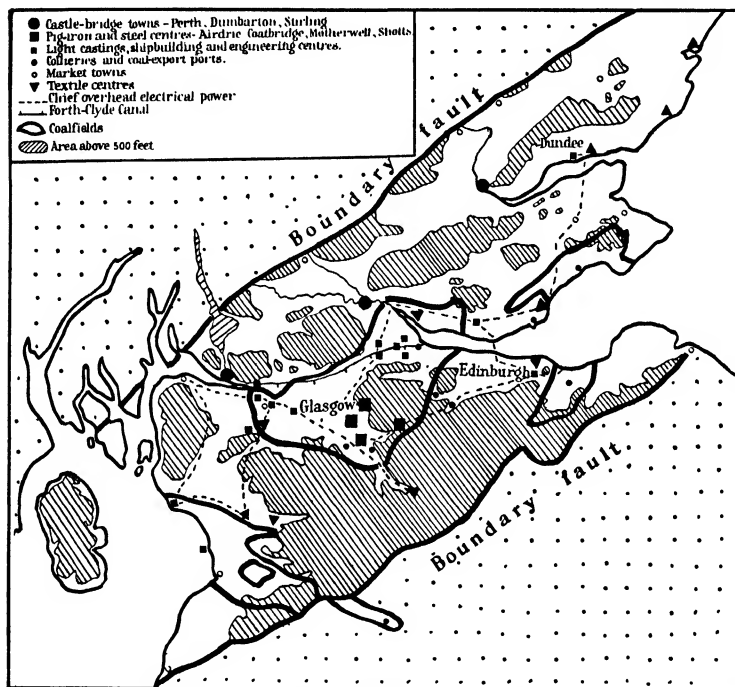 Castle-bridge towns - Perth, Dumbarton, Stirling
Pig-iron and steel centres - Airdrie Coatbridge, Motherwell, Shotts
Light castings, shipbuilding and engineering centres.
Collieries and coal-export ports.
Market towns
Textile centres
Chief overhead electrical power
Forth-Clyde Canal
Coalfields
Area above 500 feet
Boundary fault
Dundee
Edinburgh
Glasgow
Boundary fault